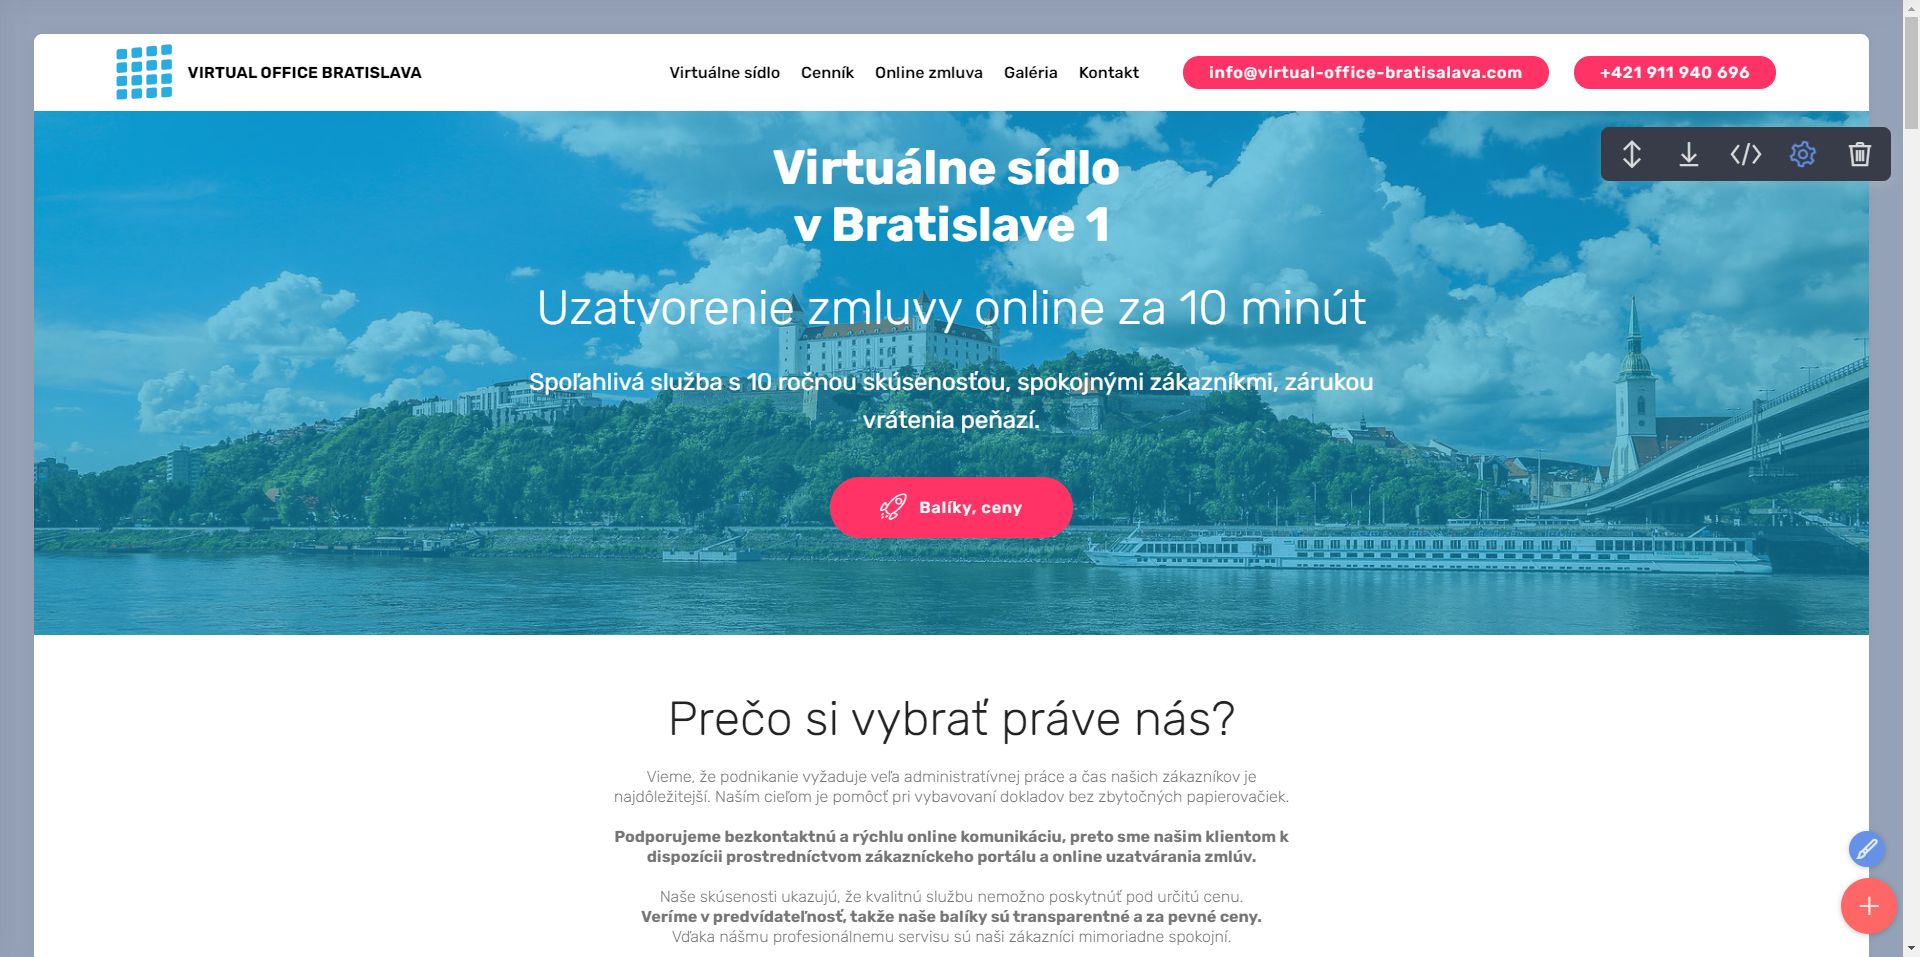 VIRTUAL OFFICE BRATISLAVA
Virtuálne sídlo
Cenník
Online zmluva
Galéria
Kontakt
info@virtual-office-bratisalava.com
+421 911 940 696
Virtuálne sídlo
v Bratislave 1
Uzatvorenie zmluvy online za 10 minút
Spoľahlivá služba s 10 ročnou skúsenosťou, spokojnými zákazníkmi, zárukou
vrátenia peňazí.
Balíky, ceny
Prečo si vybrať práve nás?
Vieme, že podnikanie vyžaduje veľa administratívnej práce a čas našich zákazníkov je
najdôležitejší. Naším cieľom je pomôcť pri vybavovaní dokladov bez zbytočných papierovačiek.
Podporujeme bezkontaktnú a rýchlu online komunikáciu, preto sme našim klientom k
dispozícii prostredníctvom zákazníckeho portálu a online uzatvárania zmlúv.
Naše skúsenosti ukazujú, že kvalitnú službu nemožno poskytnúť pod určitú cenu.
Veríme v predvídateľnosť, takže naše balíky sú transparentné a za pevné ceny.
Vďaka nášmu profesionálnemu servisu sú naši zákazníci mimoriadne spokojní.